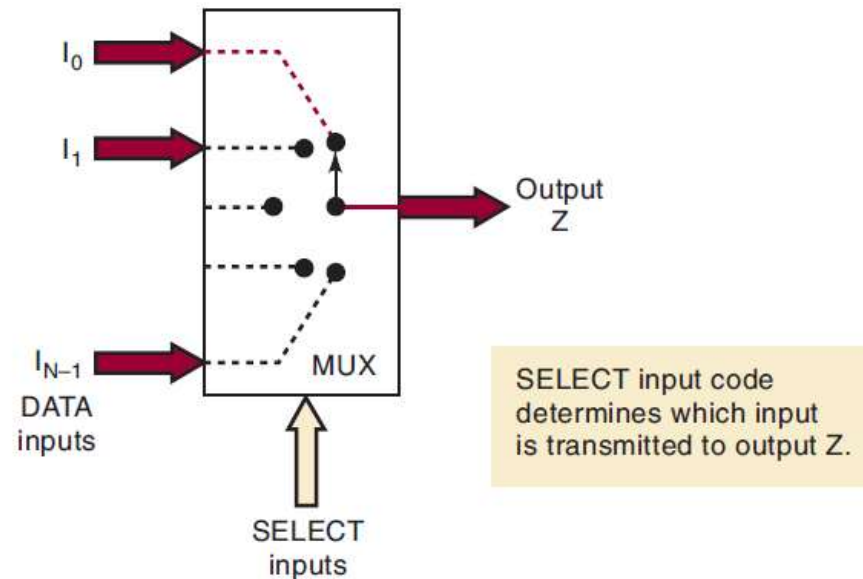 I₀
I₁
Output
Z
I_N–1
MUX
DATA
inputs
SELECT input code
determines which input
is transmitted to output Z.
SELECT
inputs